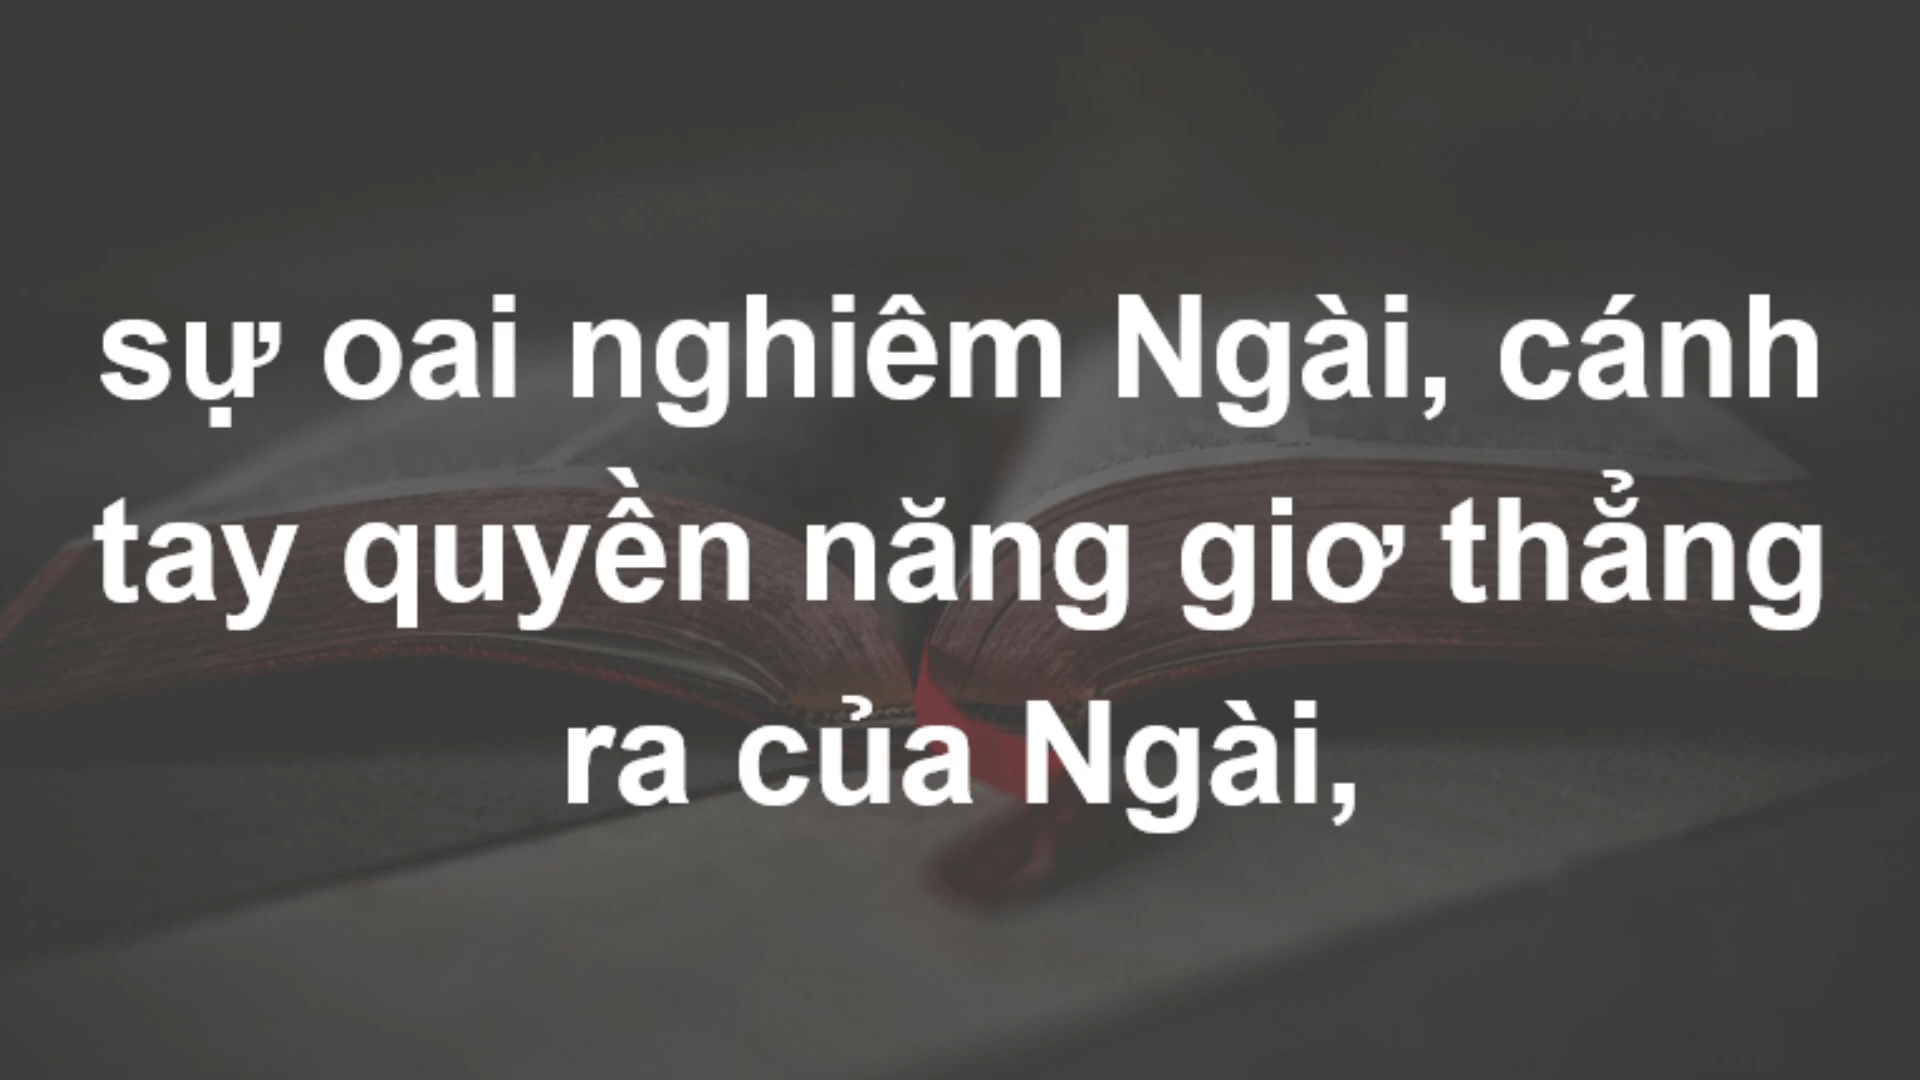 sự oai nghiêm Ngài, cánh
tay quyền năng giơ thẳng
ra của Ngài,